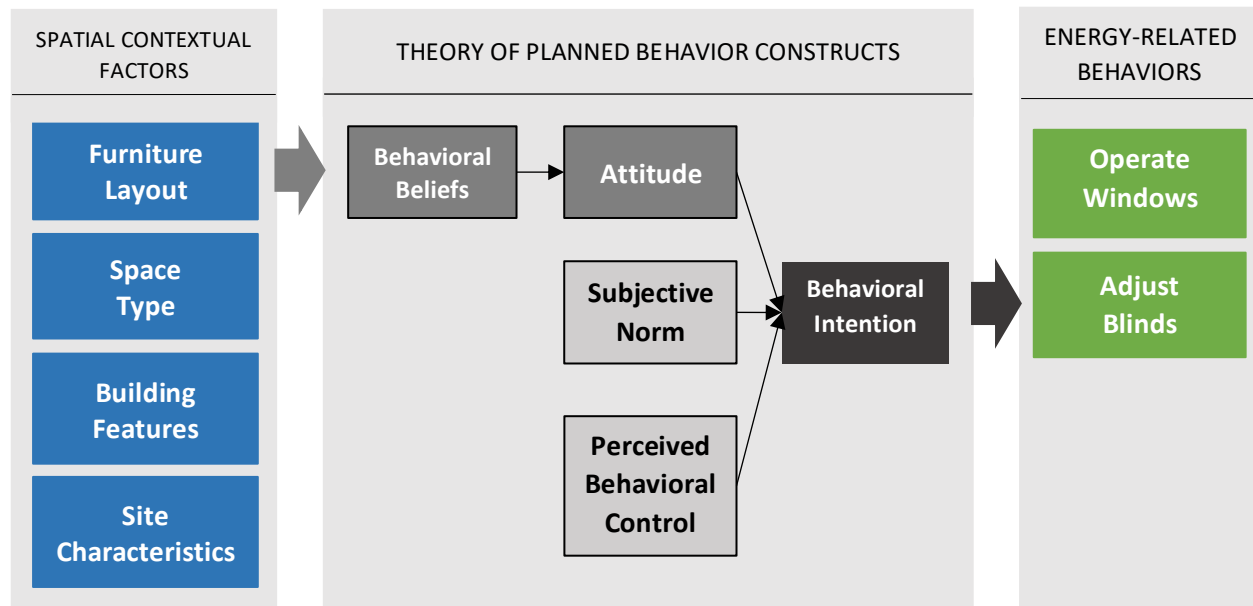 SPATIAL CONTEXTUAL
FACTORS
Furniture
Layout
Space
Type
Building
Features
Site
Characteristics
THEORY OF PLANNED BEHAVIOR CONSTRUCTS
Behavioral
Beliefs
Attitude
Subjective
Norm
Perceived
Behavioral
Control
Behavioral
Intention
ENERGY-RELATED
BEHAVIORS
Operate
Windows
Adjust
Blinds